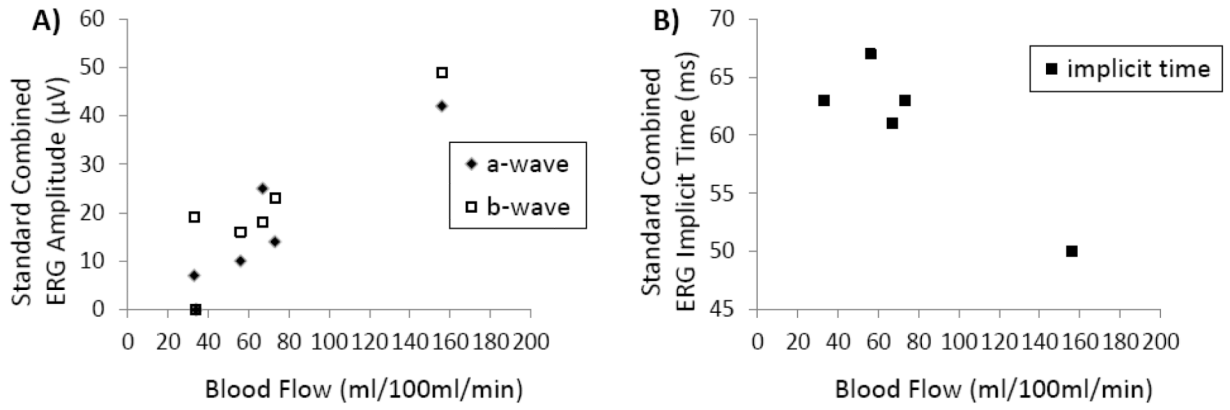 A)
Standard Combined
ERG Amplitude (µV)
60
50
40
30
20
10
0
0 20 40 60 80 100 120 140 160 180 200
Blood Flow (ml/100ml/min)
a-wave
b-wave
B)
Standard Combined
ERG Implicit Time (ms)
70
65
60
55
50
45
0 20 40 60 80 100 120 140 160 180 200
Blood Flow (ml/100ml/min)
implicit time